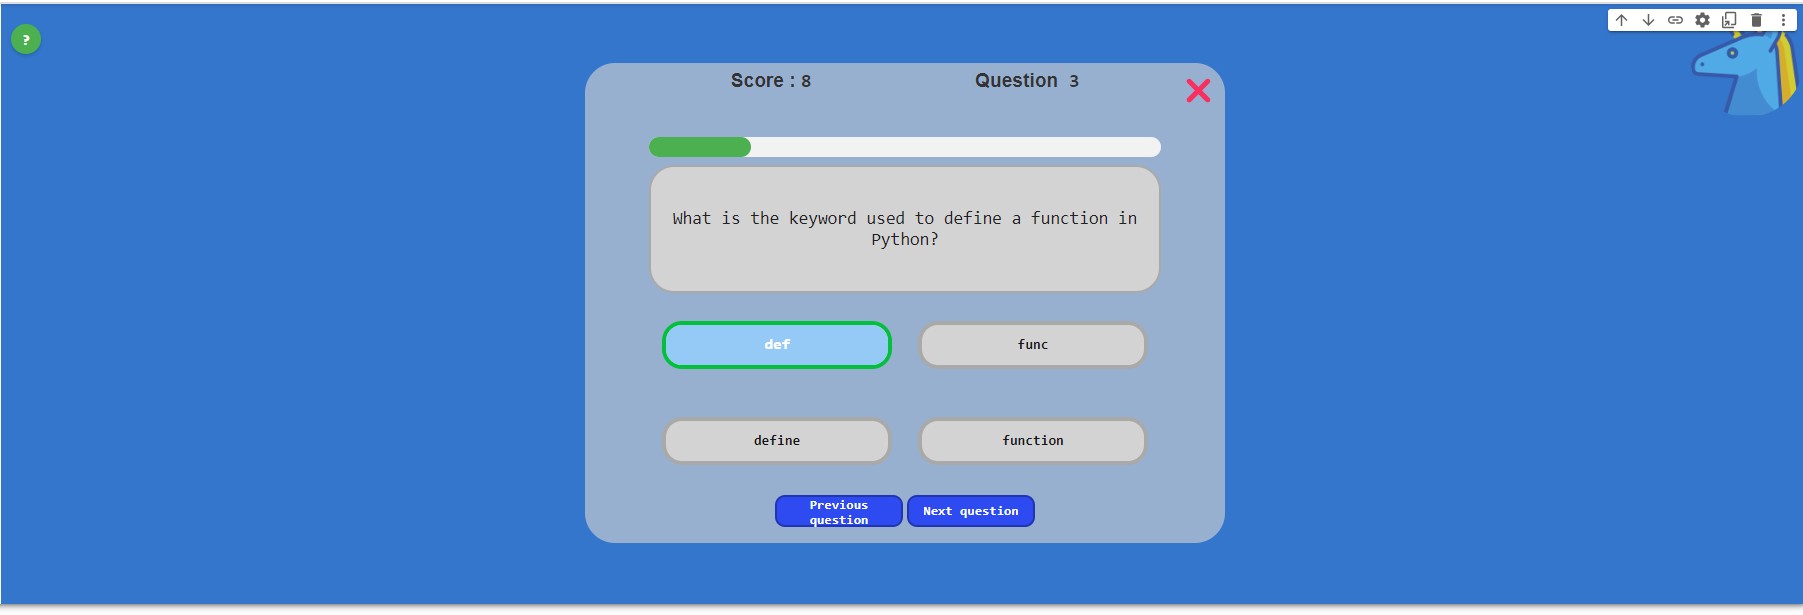 ?
Score : 8
Question 3
What is the keyword used to define a function in
Python?
def
func
define
function
Previous
question
Next question